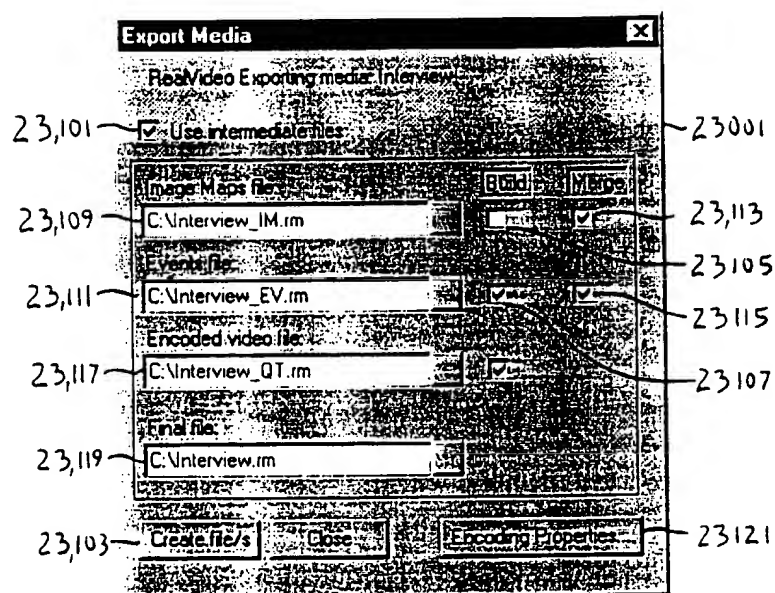 Export Media
RealVideo Exporting media: Interview
23,101 Use intermediate files 23001
Image Maps file: Build Merge
23,109 C:\Interview_IM.rm 23,113
23105
Events file:
23,111 C:\Interview_EV.rm 23115
Encoded video file:
23107
23,117 C:\Interview_QT.rm
Final file:
23,119 C:\Interview.rm
23,103 Create file/s Close Encoding Properties... 23121